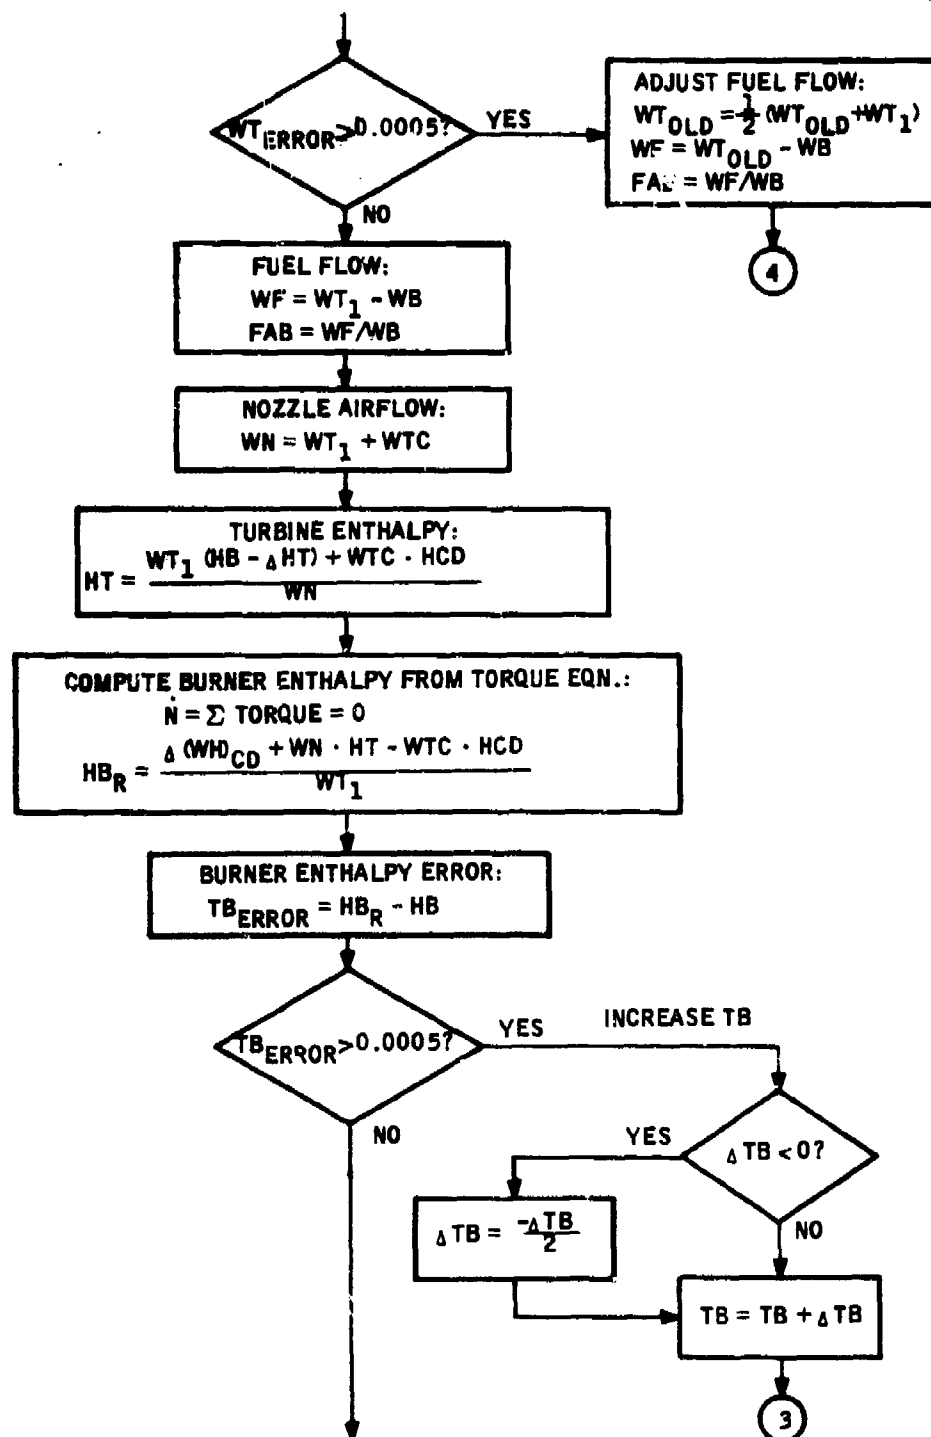 WT_ERROR > 0.0005?
YES
NO
ADJUST FUEL FLOW:
WT_OLD = 1/2 (WT_OLD + WT_1)
WF = WT_OLD - WB
FAB = WF/WB
4
FUEL FLOW:
WF = WT_1 - WB
FAB = WF/WB
NOZZLE AIRFLOW:
WN = WT_1 + WTC
TURBINE ENTHALPY:
HT = WT_1 (HB - ΔHT) + WTC · HCD / WN
COMPUTE BURNER ENTHALPY FROM TORQUE EQN.:
Ṅ = Σ TORQUE = 0
HB_R = Δ(WH)_CD + WN · HT - WTC · HCD / WT_1
BURNER ENTHALPY ERROR:
TB_ERROR = HB_R - HB
TB_ERROR > 0.0005?
YES
INCREASE TB
NO
ΔTB < 0?
YES
NO
ΔTB = -ΔTB / 2
TB = TB + ΔTB
3